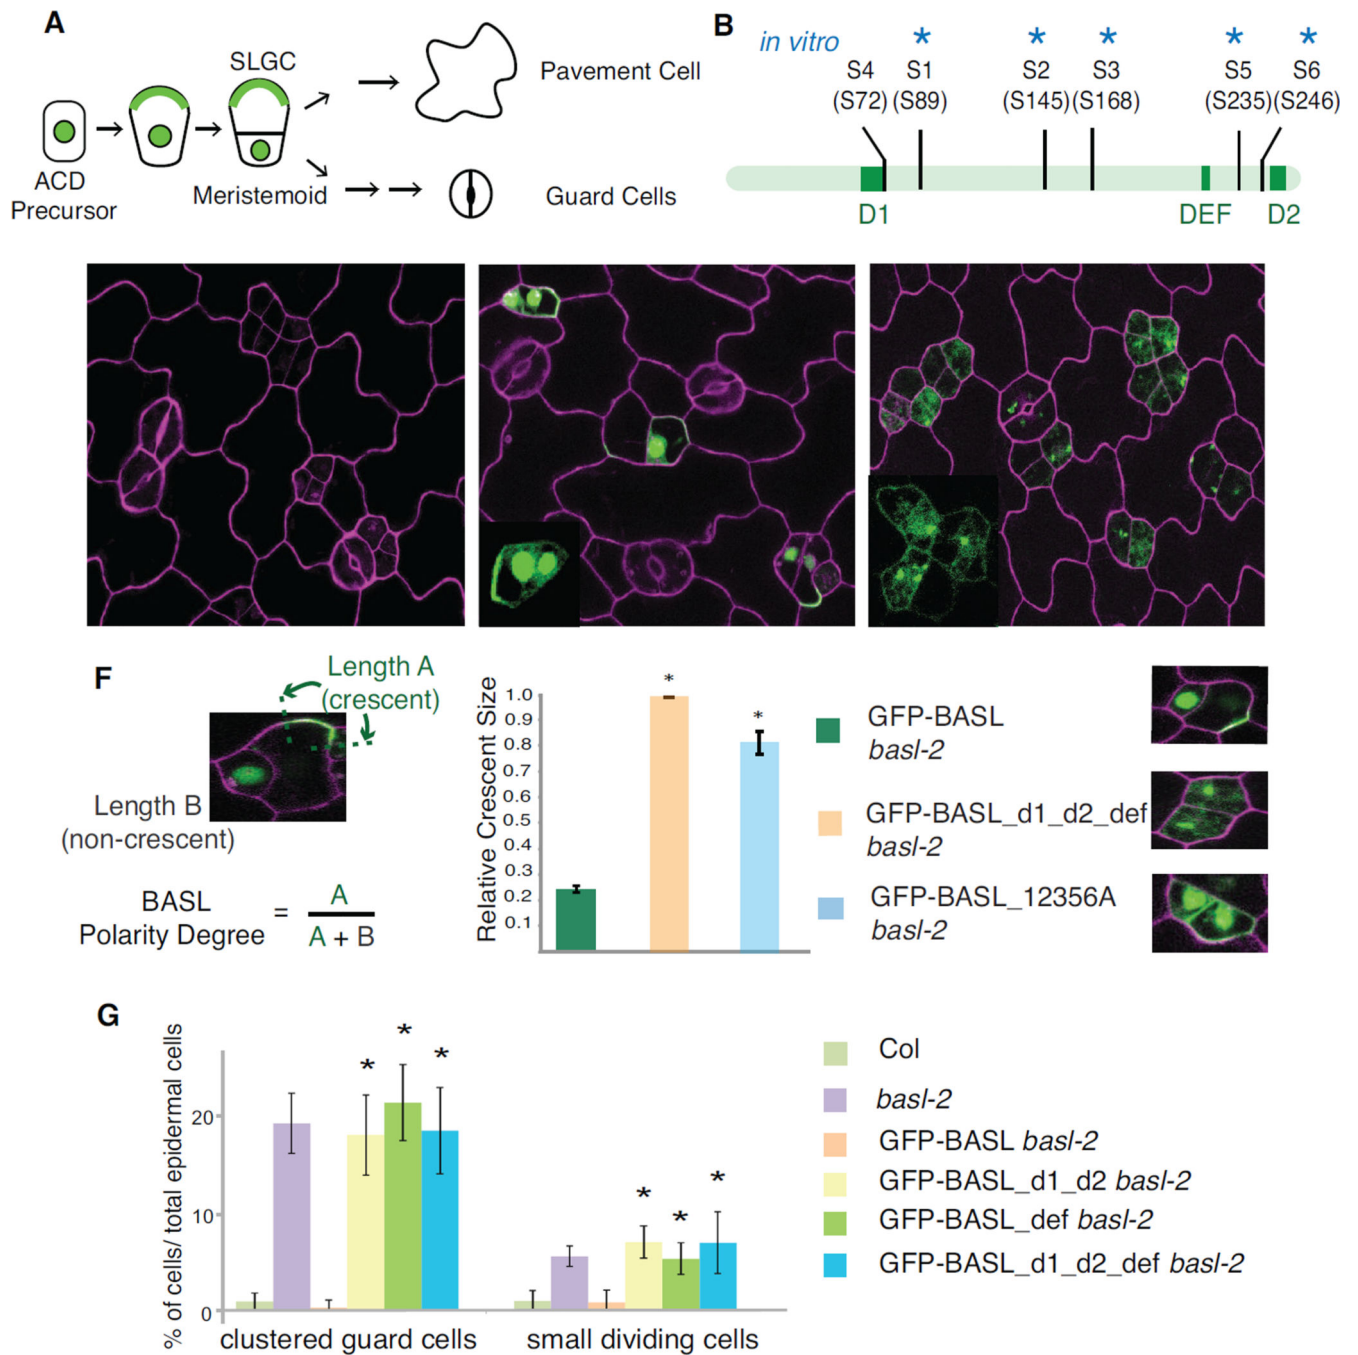 A
SLGC
Pavement Cell
ACD
Precursor
Meristemoid
Guard Cells
B
in vitro
* * * * *
S4 S1 S2 S3 S5 S6
(S72) (S89) (S145) (S168) (S235) (S246)
D1 DEF D2
F
Length A
(crescent)
Length B
(non-crescent)
BASL
Polarity Degree
=
A
A + B
Relative Crescent Size
1.0
0.9
0.8
0.7
0.6
0.5
0.4
0.3
0.2
0.1
*
*
GFP-BASL
basl-2
GFP-BASL_d1_d2_def
basl-2
GFP-BASL_12356A
basl-2
G
% of cells/ total epidermal cells
20
10
0
* * *
* * *
clustered guard cells
small dividing cells
Col
basl-2
GFP-BASL basl-2
GFP-BASL_d1_d2 basl-2
GFP-BASL_def basl-2
GFP-BASL_d1_d2_def basl-2